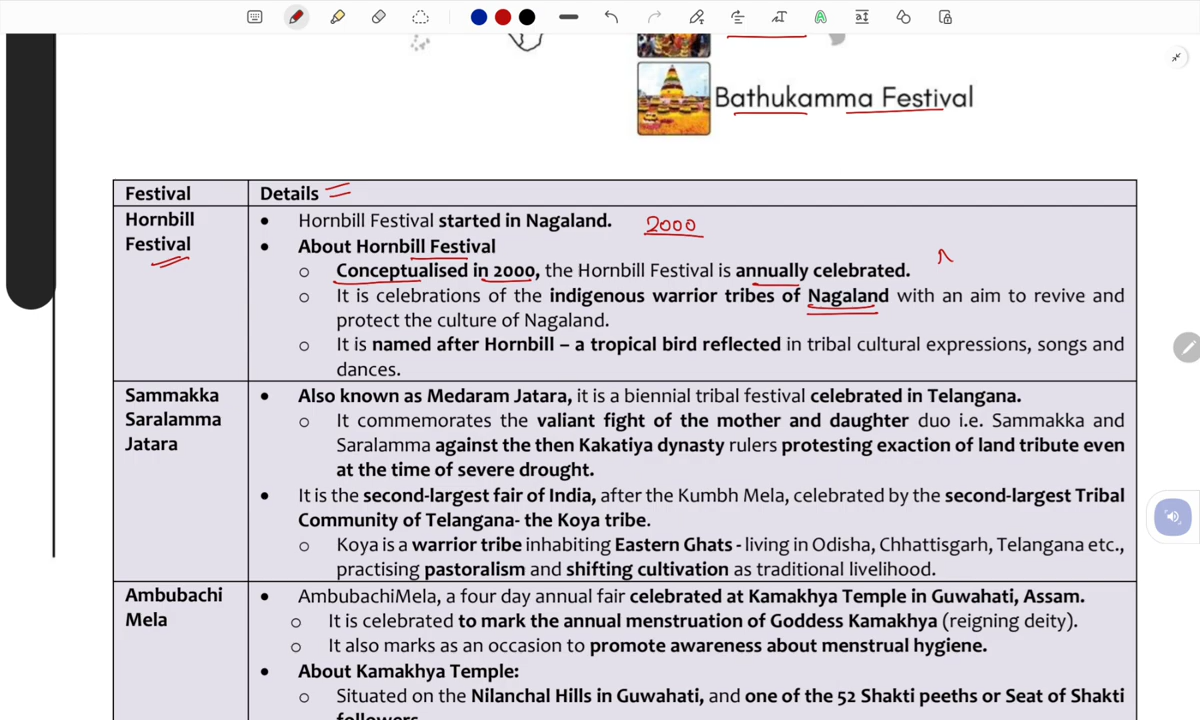 Bathukamma Festival
Festival
Details
Hornbill
Festival
• Hornbill Festival started in Nagaland.
2000
• About Hornbill Festival
o Conceptualised in 2000, the Hornbill Festival is annually celebrated.
o It is celebrations of the indigenous warrior tribes of Nagaland with an aim to revive and
protect the culture of Nagaland.
o It is named after Hornbill – a tropical bird reflected in tribal cultural expressions, songs and
dances.
Sammakka
Saralamma
Jatara
• Also known as Medaram Jatara, it is a biennial tribal festival celebrated in Telangana.
o It commemorates the valiant fight of the mother and daughter duo i.e. Sammakka and
Saralamma against the then Kakatiya dynasty rulers protesting exaction of land tribute even
at the time of severe drought.
• It is the second-largest fair of India, after the Kumbh Mela, celebrated by the second-largest Tribal
Community of Telangana- the Koya tribe.
o Koya is a warrior tribe inhabiting Eastern Ghats - living in Odisha, Chhattisgarh, Telangana etc.,
practising pastoralism and shifting cultivation as traditional livelihood.
Ambubachi
Mela
• AmbubachiMela, a four day annual fair celebrated at Kamakhya Temple in Guwahati, Assam.
o It is celebrated to mark the annual menstruation of Goddess Kamakhya (reigning deity).
o It also marks as an occasion to promote awareness about menstrual hygiene.
• About Kamakhya Temple:
o Situated on the Nilanchal Hills in Guwahati, and one of the 52 Shakti peeths or Seat of Shakti
followers.